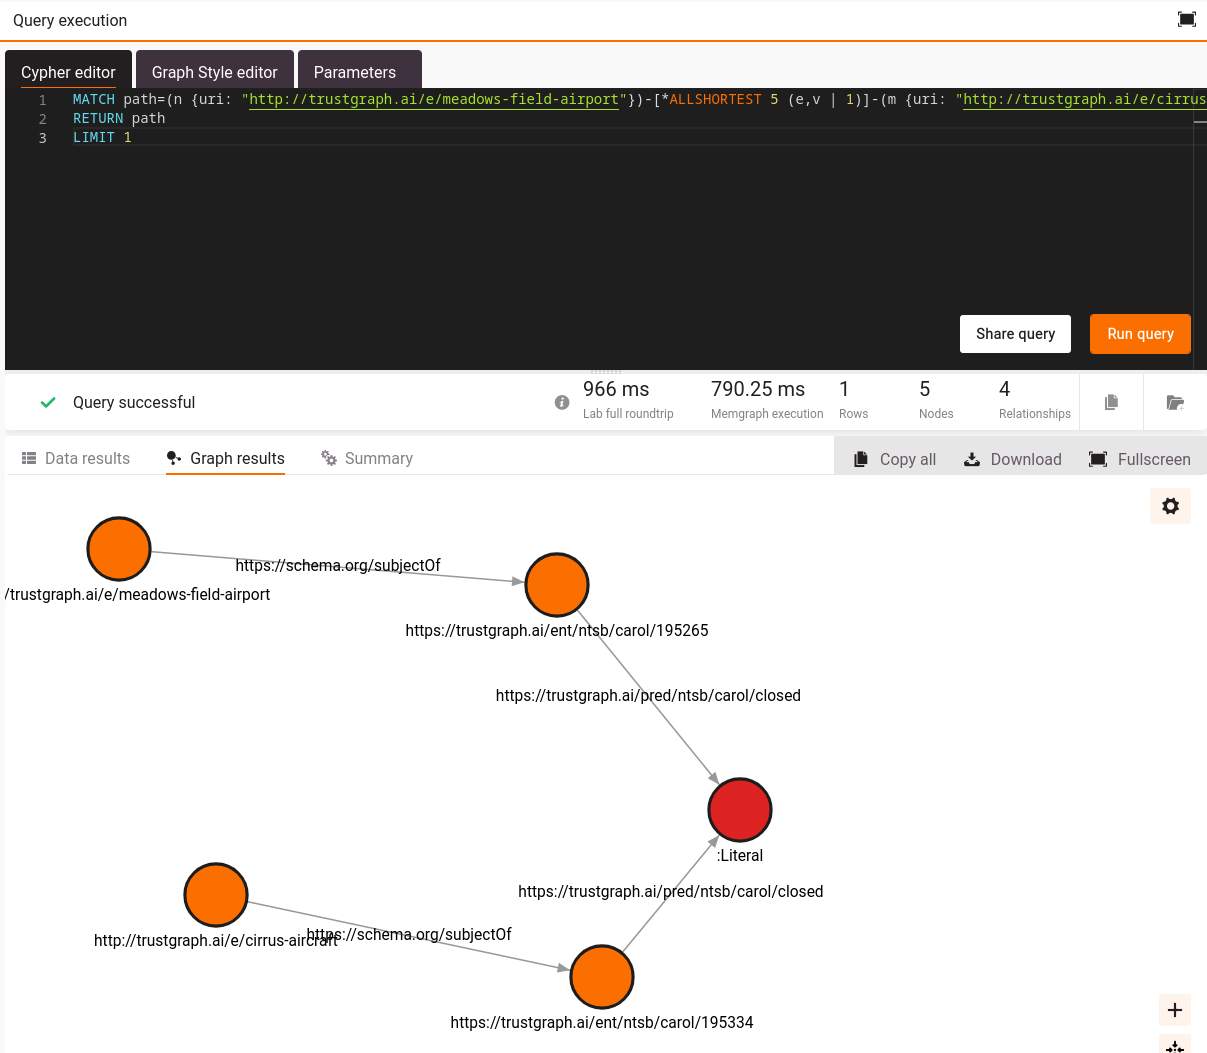 Query execution
Cypher editor
Graph Style editor
Parameters
1 MATCH path=(n {uri: "http://trustgraph.ai/e/meadows-field-airport"})-[*ALLSHORTEST 5 (e,v | 1)]-(m {uri: "http://trustgraph.ai/e/cirrus
2 RETURN path
3 LIMIT 1
Share query
Run query
Query successful
966 ms
Lab full roundtrip
790.25 ms
Memgraph execution
1
Rows
5
Nodes
4
Relationships
Data results
Graph results
Summary
Copy all
Download
Fullscreen
https://schema.org/subjectOf
/trustgraph.ai/e/meadows-field-airport
https://trustgraph.ai/ent/ntsb/carol/195265
https://trustgraph.ai/pred/ntsb/carol/closed
:Literal
https://trustgraph.ai/pred/ntsb/carol/closed
https://schema.org/subjectOf
http://trustgraph.ai/e/cirrus-aircraft
https://trustgraph.ai/ent/ntsb/carol/195334